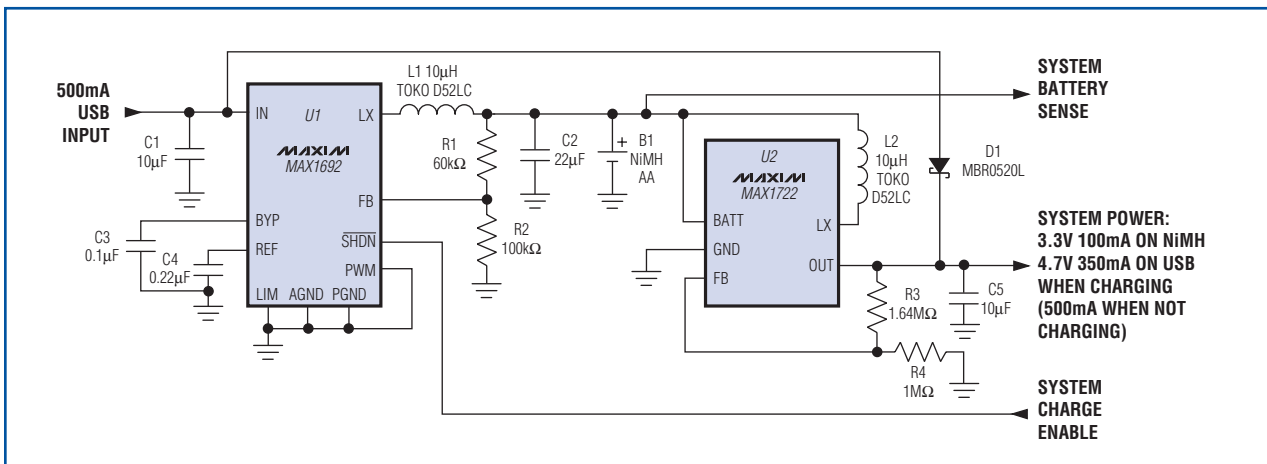 500mA
USB
INPUT
C1
10µF
IN
U1
LX
MAXIM
MAX1692
BYP
FB
REF
SHDN
PWM
LIM
AGND
PGND
C3
0.1µF
C4
0.22µF
L1 10µH
TOKO D52LC
R1
60kΩ
R2
100kΩ
C2
22µF
+
B1
NiMH
AA
U2
MAXIM
MAX1722
BATT
GND
FB
LX
OUT
L2
10µH
TOKO
D52LC
D1
MBR0520L
R3
1.64MΩ
R4
1MΩ
C5
10µF
SYSTEM
BATTERY
SENSE
SYSTEM POWER:
3.3V 100mA ON NiMH
4.7V 350mA ON USB
WHEN CHARGING
(500mA WHEN NOT
CHARGING)
SYSTEM
CHARGE
ENABLE